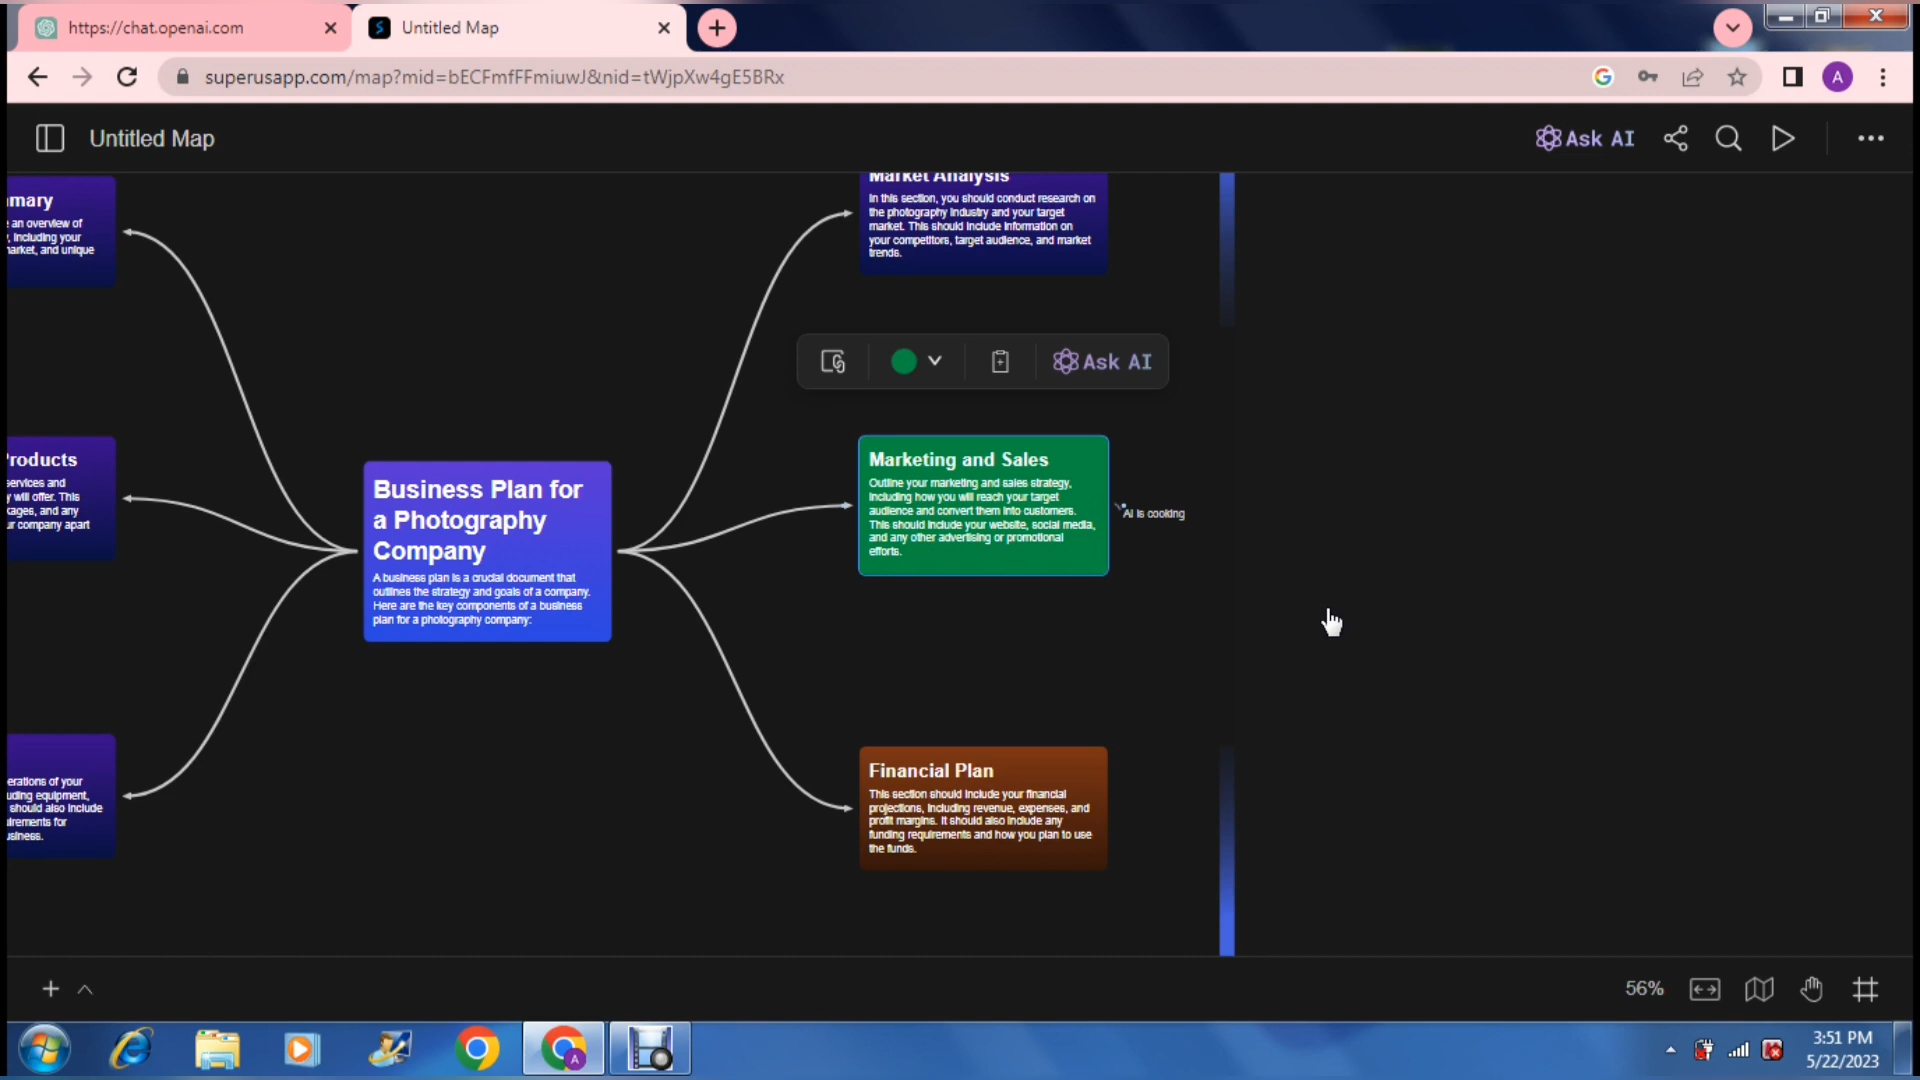 https://chat.openai.com
Untitled Map
superusapp.com/map?mid=bECFmfFFmiuwJ&nid=tWjpXw4gE5BRx
A
Untitled Map
Ask AI
mmary
e an overview of
y, including your
market, and unique
Market Analysis
In this section, you should conduct research on
the photography industry and your target
market. This should include information on
your competitors, target audience, and market
trends.
Ask AI
Products
services and
y will offer. This
kages, and any
ur company apart
Business Plan for
a Photography
Company
A business plan is a crucial document that
outlines the strategy and goals of a company.
Here are the key components of a business
plan for a photography company:
Marketing and Sales
Outline your marketing and sales strategy,
including how you will reach your target
audience and convert them into customers.
This should include your website, social media,
and any other advertising or promotional
efforts.
AI is cooking
erations of your
uding equipment,
should also include
uirements for
usiness.
Financial Plan
This section should include your financial
projections, including revenue, expenses, and
profit margins. It should also include any
funding requirements and how you plan to use
the funds.
56%
A
3:51 PM
5/22/2023